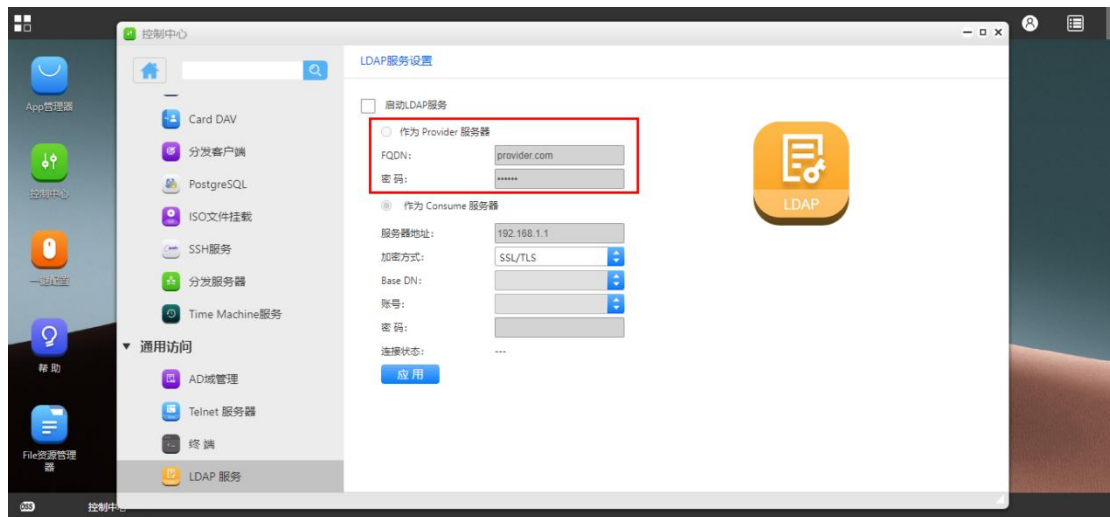 控制中心
App管理器
控制中心
一键配置
帮 助
File资源管理
器
Card DAV
分发客户端
PostgreSQL
ISO文件挂载
SSH服务
分发服务器
Time Machine服务
通用访问
AD域管理
Telnet 服务器
终 端
LDAP 服务
LDAP服务设置
启动LDAP服务
作为 Provider 服务器
FQDN: provider.com
密 码: ••••••
作为 Consume 服务器
服务器地址: 192.168.1.1
加密方式: SSL/TLS
Base DN:
账号:
密 码:
连接状态: ---
应 用
LDAP
控制中心